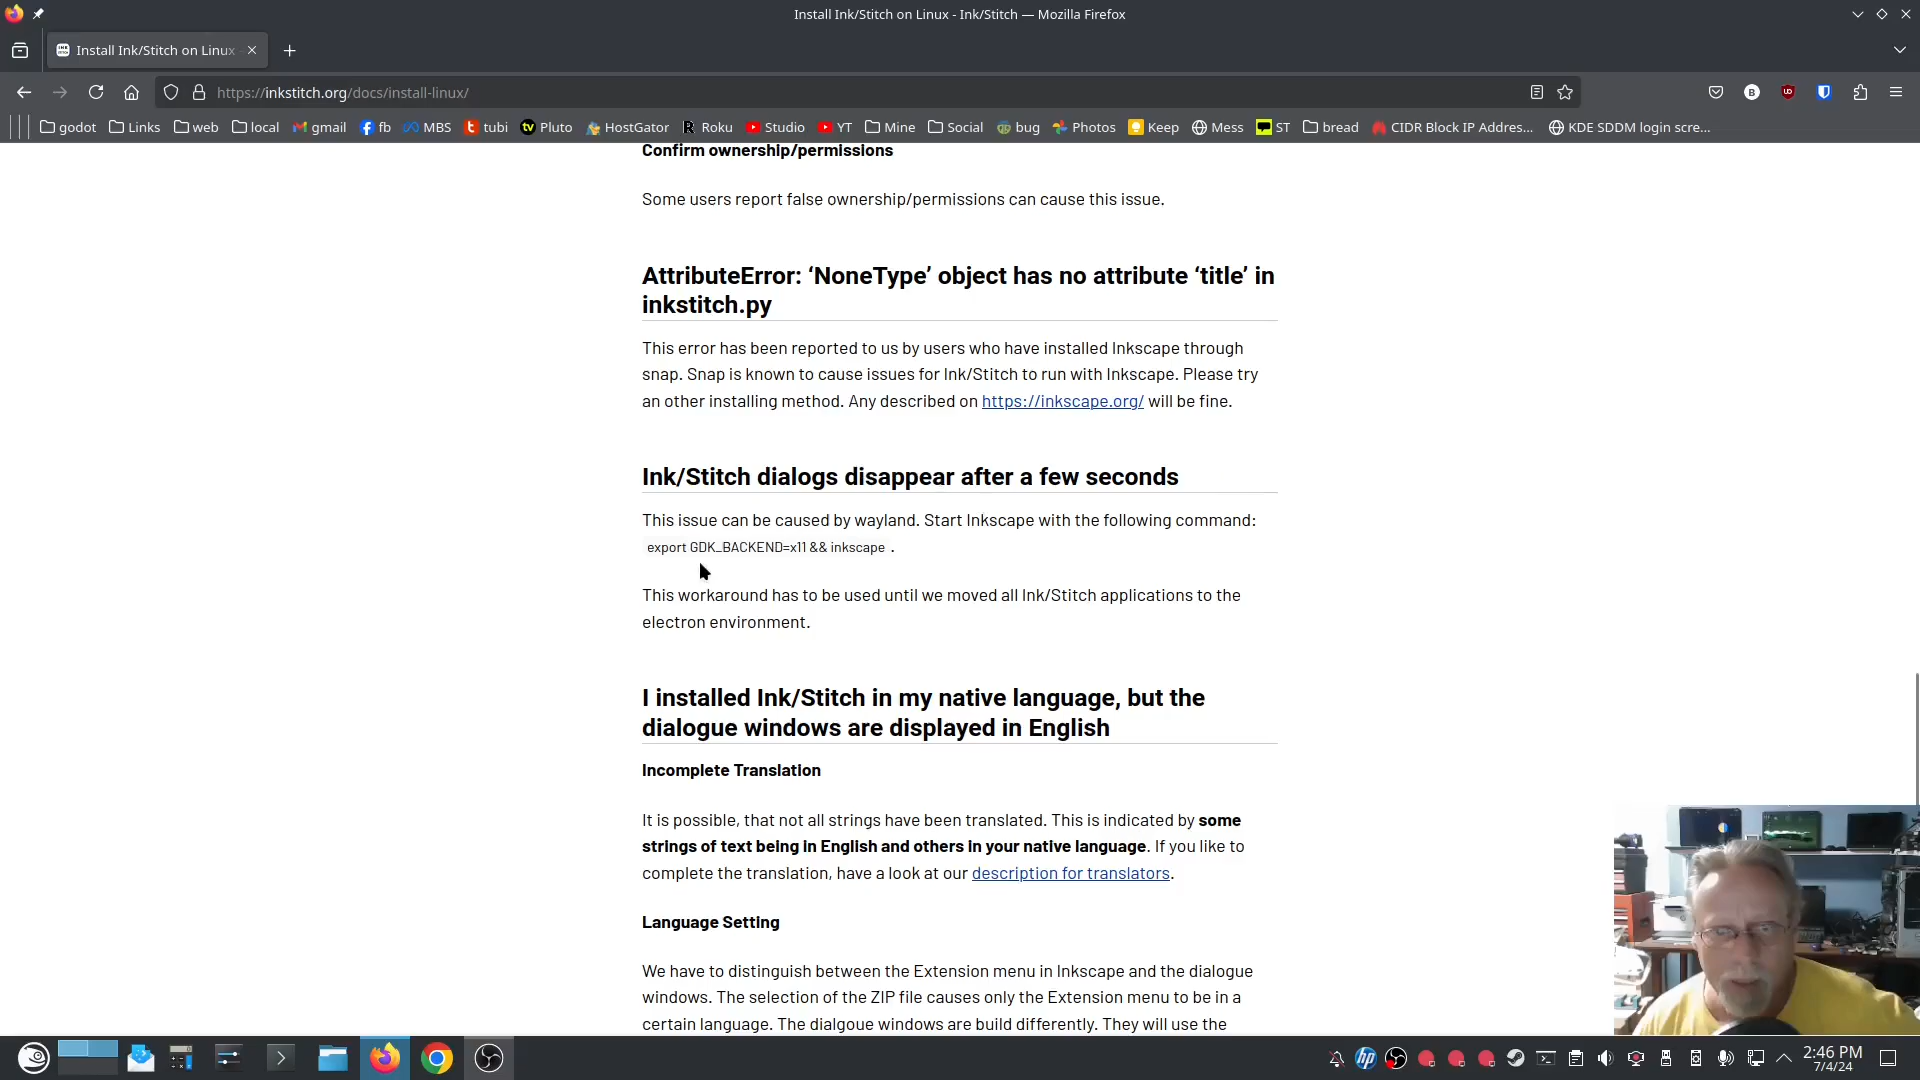 Install Ink/Stitch on Linux - Ink/Stitch — Mozilla Firefox
Install Ink/Stitch on Linux
https://inkstitch.org/docs/install-linux/
godot Links web local gmail fb MBS tubi Pluto HostGator Roku Studio YT Mine Social bug Photos Keep Mess ST bread CIDR Block IP Addres... KDE SDDM login scre...
Confirm ownership/permissions
Some users report false ownership/permissions can cause this issue.
AttributeError: ‘NoneType’ object has no attribute ‘title’ in
inkstitch.py
This error has been reported to us by users who have installed Inkscape through
snap. Snap is known to cause issues for Ink/Stitch to run with Inkscape. Please try
an other installing method. Any described on https://inkscape.org/ will be fine.
Ink/Stitch dialogs disappear after a few seconds
This issue can be caused by wayland. Start Inkscape with the following command:
export GDK_BACKEND=x11 && inkscape .
This workaround has to be used until we moved all Ink/Stitch applications to the
electron environment.
I installed Ink/Stitch in my native language, but the
dialogue windows are displayed in English
Incomplete Translation
It is possible, that not all strings have been translated. This is indicated by some
strings of text being in English and others in your native language. If you like to
complete the translation, have a look at our description for translators.
Language Setting
We have to distinguish between the Extension menu in Inkscape and the dialogue
windows. The selection of the ZIP file causes only the Extension menu to be in a
certain language. The dialgoue windows are build differently. They will use the
2:46 PM
7/4/24